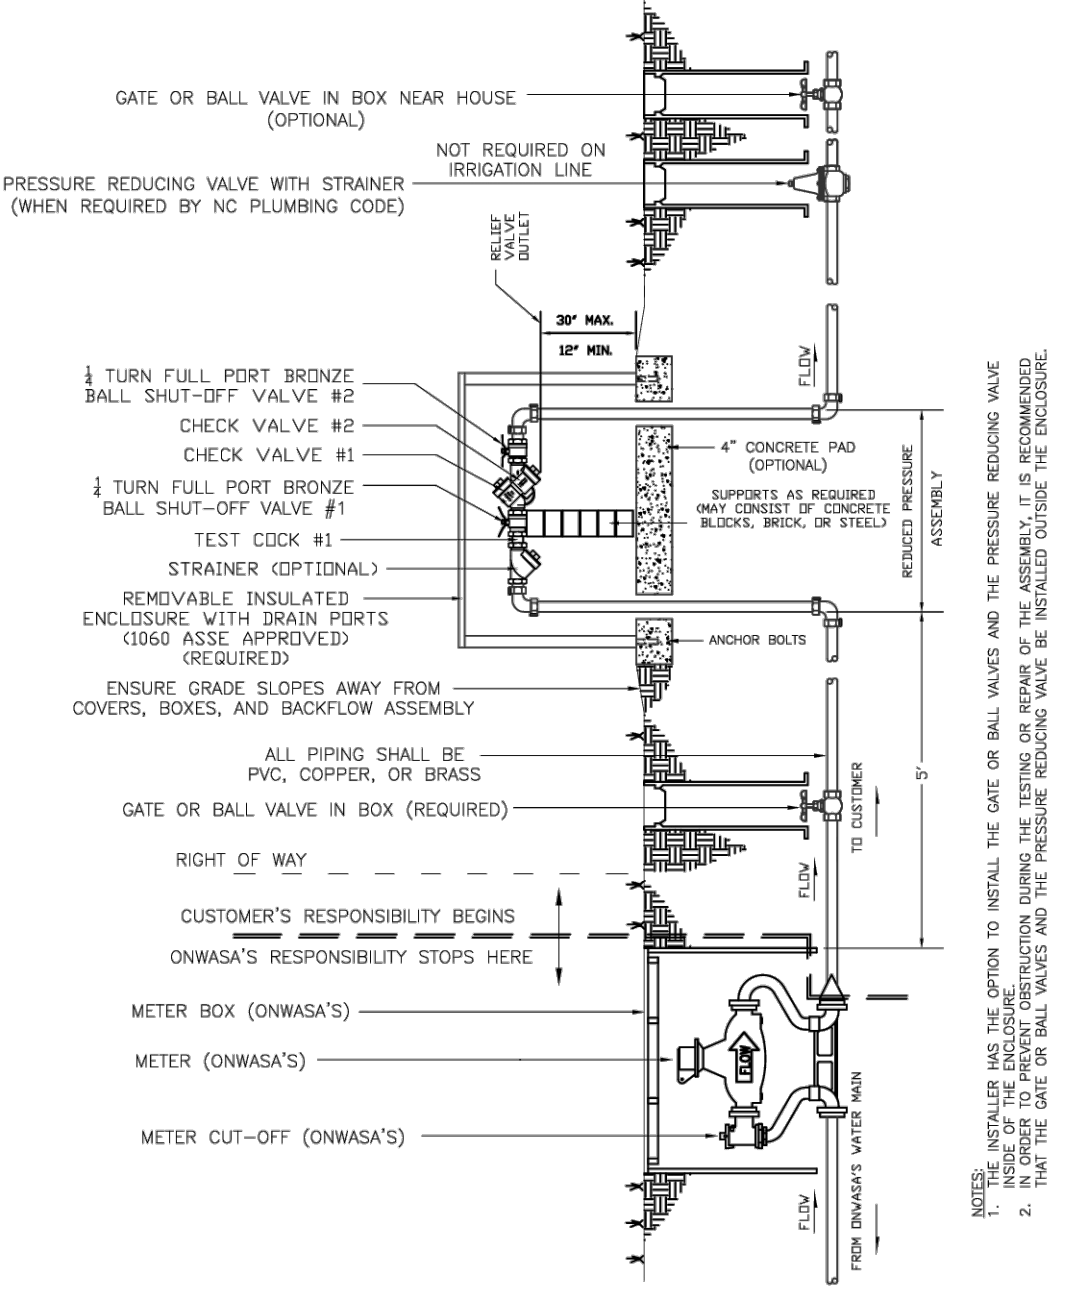 GATE OR BALL VALVE IN BOX NEAR HOUSE
(OPTIONAL)
NOT REQUIRED ON
IRRIGATION LINE
PRESSURE REDUCING VALVE WITH STRAINER
(WHEN REQUIRED BY NC PLUMBING CODE)
RELIEF
VALVE
OUTLET
30" MAX.
12" MIN.
FLOW
1/4 TURN FULL PORT BRONZE
BALL SHUT-OFF VALVE #2
CHECK VALVE #2
CHECK VALVE #1
1/4 TURN FULL PORT BRONZE
BALL SHUT-OFF VALVE #1
TEST COCK #1
STRAINER (OPTIONAL)
REMOVABLE INSULATED
ENCLOSURE WITH DRAIN PORTS
(1060 ASSE APPROVED)
(REQUIRED)
4" CONCRETE PAD
(OPTIONAL)
SUPPORTS AS REQUIRED
(MAY CONSIST OF CONCRETE
BLOCKS, BRICK, OR STEEL)
REDUCED PRESSURE
ASSEMBLY
ANCHOR BOLTS
ENSURE GRADE SLOPES AWAY FROM
COVERS, BOXES, AND BACKFLOW ASSEMBLY
ALL PIPING SHALL BE
PVC, COPPER, OR BRASS
GATE OR BALL VALVE IN BOX (REQUIRED)
TO CUSTOMER
5'
FLOW
RIGHT OF WAY
CUSTOMER'S RESPONSIBILITY BEGINS
ONWASA'S RESPONSIBILITY STOPS HERE
METER BOX (ONWASA'S)
METER (ONWASA'S)
FLOW
METER CUT-OFF (ONWASA'S)
FLOW
FROM ONWASA'S WATER MAIN
NOTES:
1. THE INSTALLER HAS THE OPTION TO INSTALL THE GATE OR BALL VALVES AND THE PRESSURE REDUCING VALVE
INSIDE OF THE ENCLOSURE.
2. IN ORDER TO PREVENT OBSTRUCTION DURING THE TESTING OR REPAIR OF THE ASSEMBLY, IT IS RECOMMENDED
THAT THE GATE OR BALL VALVES AND THE PRESSURE REDUCING VALVE BE INSTALLED OUTSIDE THE ENCLOSURE.